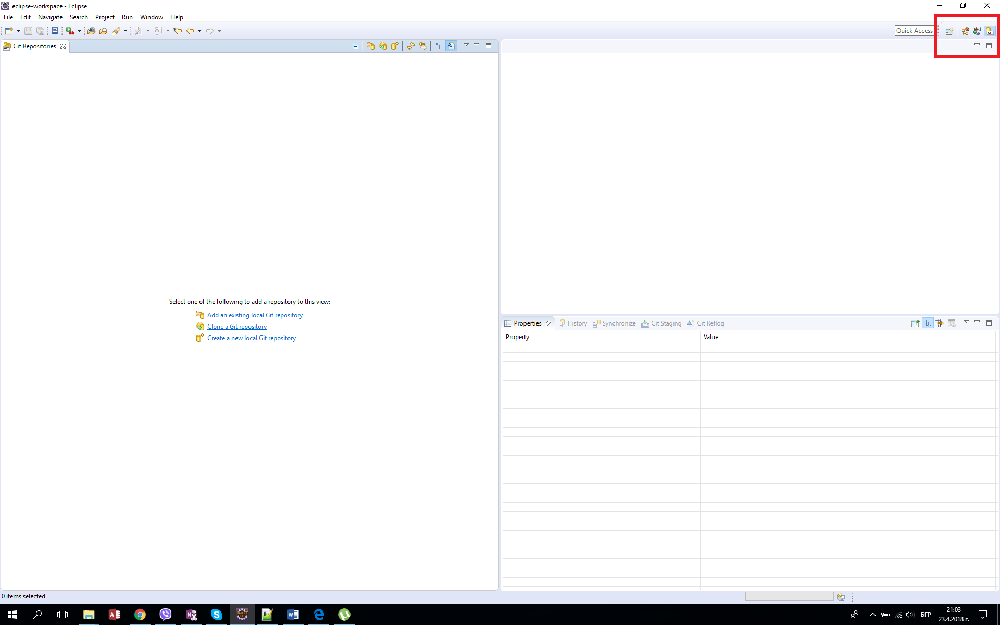 eclipse-workspace - Eclipse
File Edit Navigate Search Project Run Window Help
Quick Access
GIT
Git Repositories
Select one of the following to add a repository to this view:
Add an existing local Git repository
Clone a Git repository
Create a new local Git repository
Properties History Synchronize Git Staging Git Reflog
Property Value
0 items selected
БГР
21:03
23.4.2018 г.